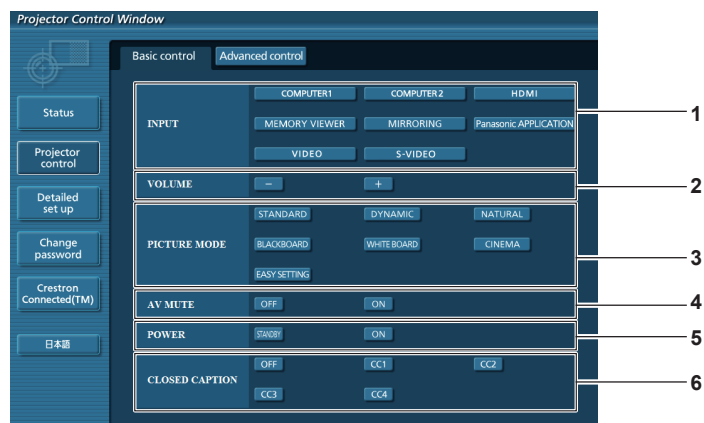 Projector Control Window
Basic control Advanced control
Status
Projector
control
Detailed
set up
Change
password
Crestron
Connected(TM)
日本語
INPUT
COMPUTER1 COMPUTER2 HDMI
MEMORY VIEWER MIRRORING Panasonic APPLICATION
VIDEO S-VIDEO
1
VOLUME - +
2
PICTURE MODE
STANDARD DYNAMIC NATURAL
BLACKBOARD WHITE BOARD CINEMA
EASY SETTING
3
AV MUTE OFF ON
4
POWER STANDBY ON
5
CLOSED CAPTION
OFF CC1 CC2
CC3 CC4
6